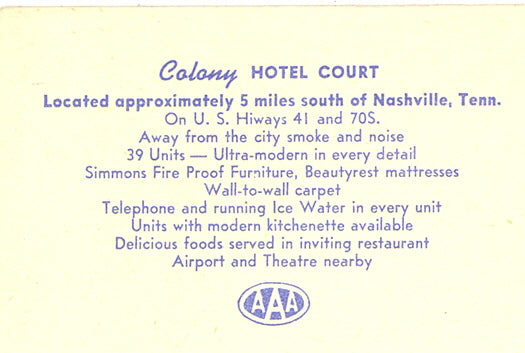 Colony HOTEL COURT
Located approximately 5 miles south of Nashville, Tenn.
On U. S. Hiways 41 and 70S.
Away from the city smoke and noise
39 Units — Ultra-modern in every detail
Simmons Fire Proof Furniture, Beautyrest mattresses
Wall-to-wall carpet
Telephone and running Ice Water in every unit
Units with modern kitchenette available
Delicious foods served in inviting restaurant
Airport and Theatre nearby
AAA